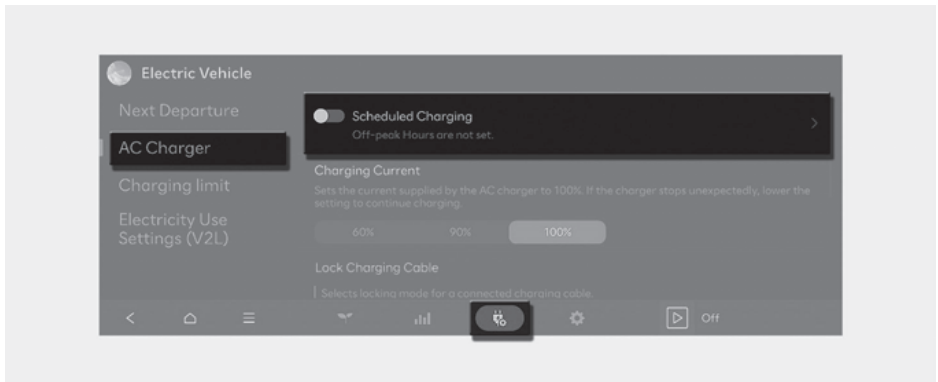 Electric Vehicle
Next Departure
AC Charger
Charging limit
Electricity Use
Settings (V2L)
Scheduled Charging
Off-peak Hours are not set.
Charging Current
Sets the current supplied by the AC charger to 100%. If the charger stops unexpectedly, lower the
setting to continue charging.
60% 90% 100%
Lock Charging Cable
Selects locking mode for a connected charging cable.
Off